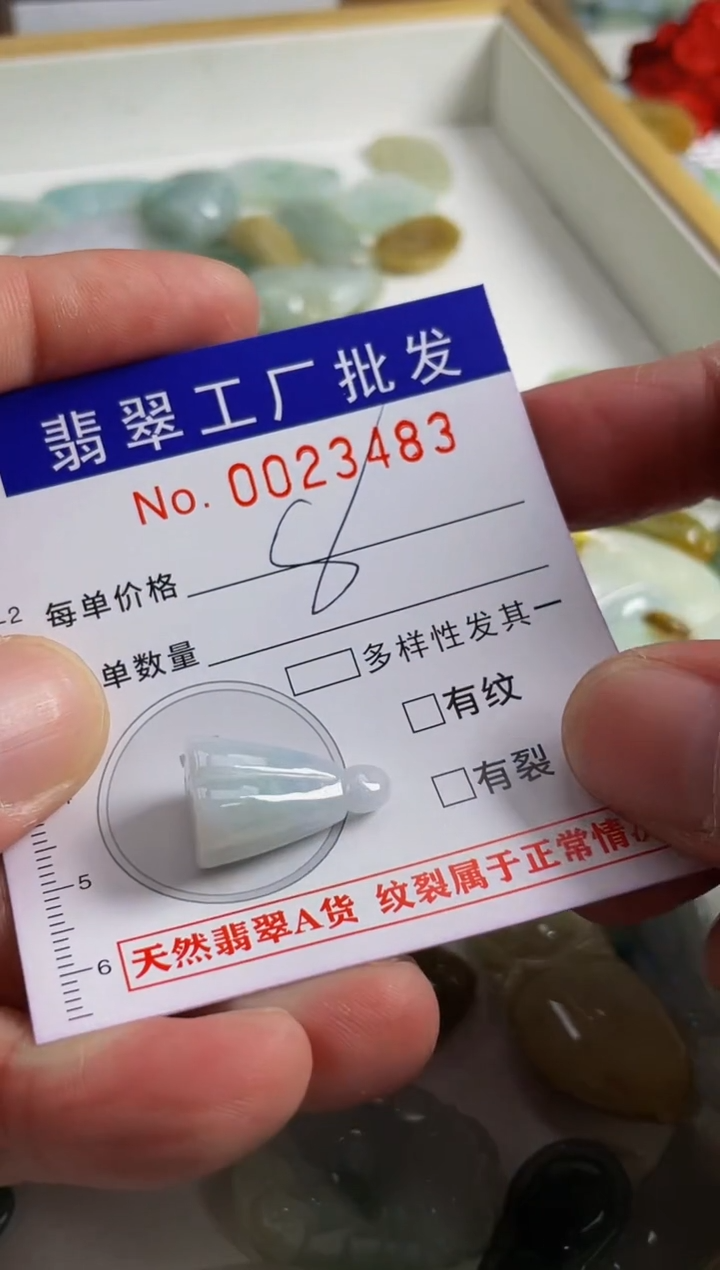 翡翠工厂批发
No. 0023483
每单价格 8
单数量
□多样性发其一
□有纹
□有裂
5
6
天然翡翠A货 纹裂属于正常情